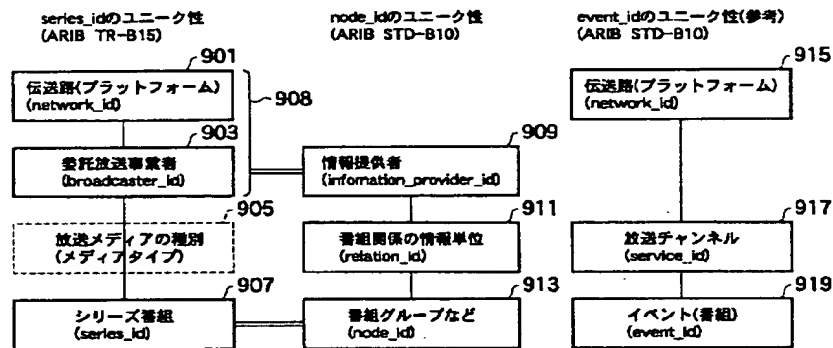 series_idのユニーク性
(ARIB TR-B15)
901
伝送路(プラットフォーム)
(network_id)
908
903
委託放送事業者
(broadcaster_id)
905
放送メディアの種別
(メディアタイプ)
907
シリーズ番組
(series_id)
node_idのユニーク性
(ARIB STD-B10)
909
情報提供者
(infomation_provider_id)
911
番組関係の情報単位
(relation_id)
913
番組グループなど
(node_id)
event_idのユニーク性(参考)
(ARIB STD-B10)
915
伝送路(プラットフォーム)
(network_id)
917
放送チャンネル
(service_id)
919
イベント(番組)
(event_id)